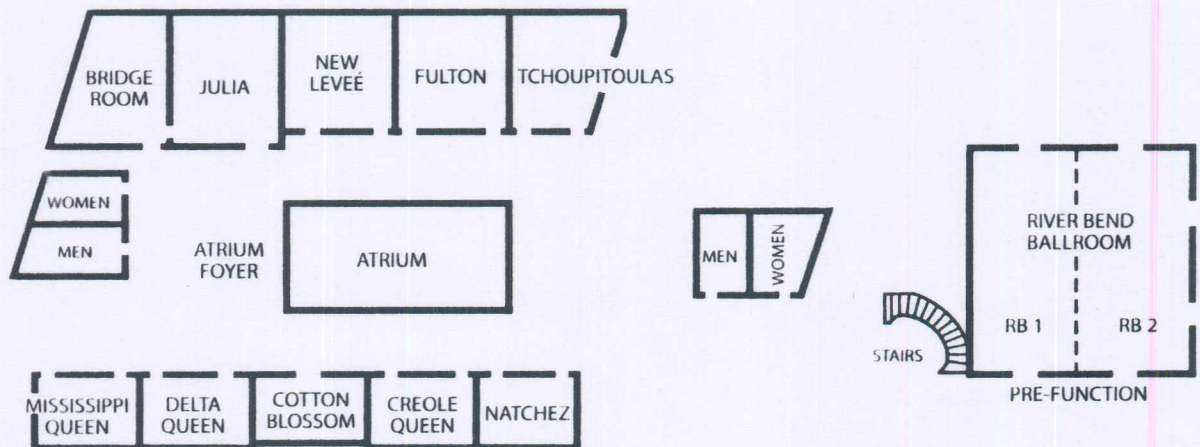 BRIDGE
ROOM
JULIA
NEW
LEVEÉ
FULTON
TCHOUPITOULAS
WOMEN
MEN
ATRIUM
FOYER
ATRIUM
MEN
WOMEN
RIVER BEND
BALLROOM
RB 1
RB 2
STAIRS
PRE-FUNCTION
MISSISSIPPI
QUEEN
DELTA
QUEEN
COTTON
BLOSSOM
CREOLE
QUEEN
NATCHEZ